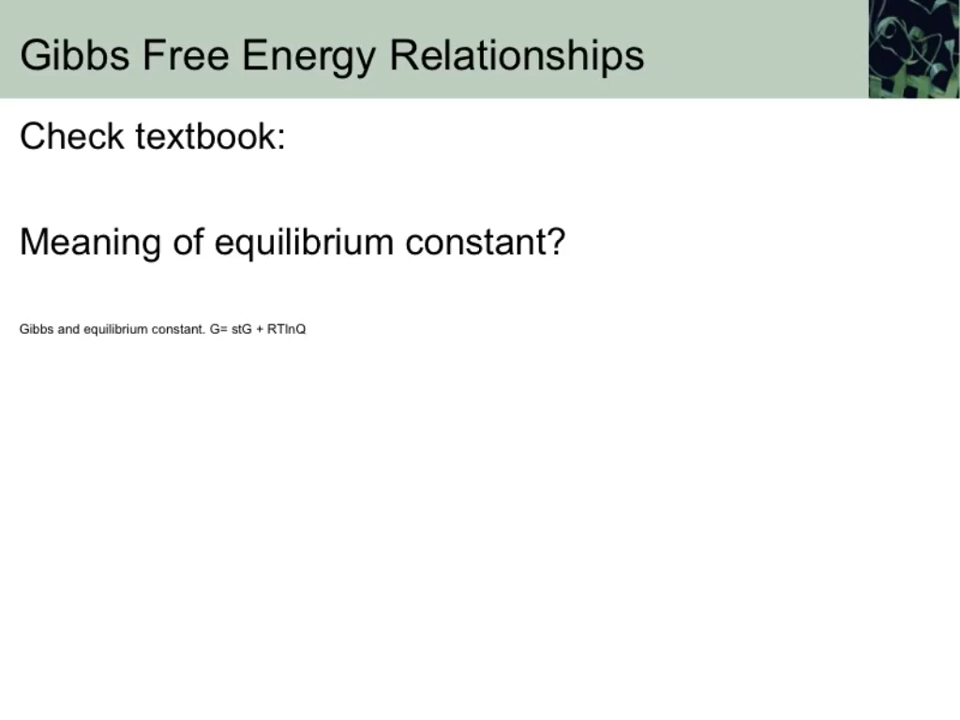 Gibbs Free Energy Relationships
Check textbook:
Meaning of equilibrium constant?
Gibbs and equilibrium constant. G= stG + RTlnQ